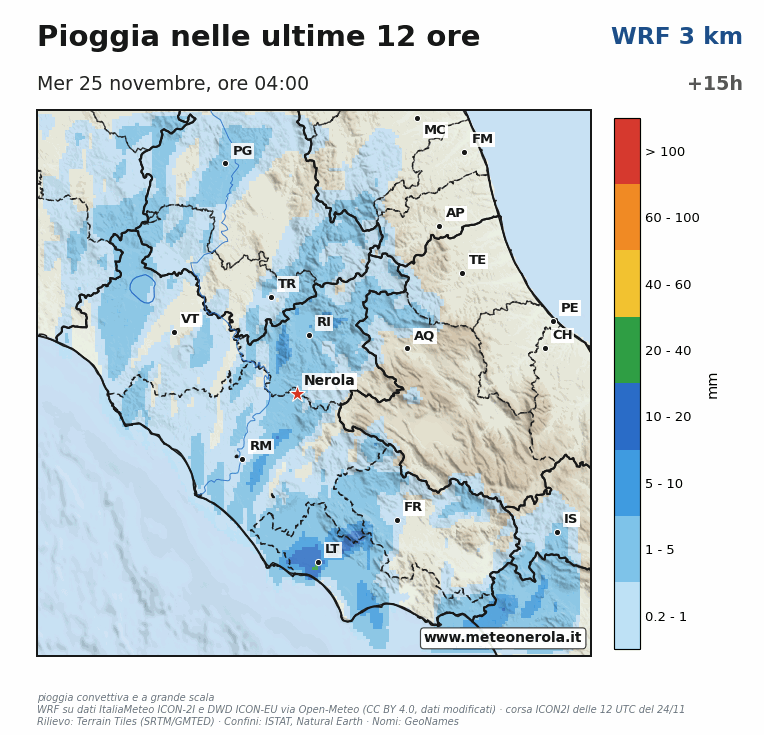 Pioggia nelle ultime 12 ore
WRF 3 km
Mer 25 novembre, ore 04:00
+15h
MC
FM
PG
AP
TE
TR
PE
VT
RI
CH
AQ
Nerola
RM
FR
IS
LT
www.meteonerola.it
> 100
60 - 100
40 - 60
20 - 40
10 - 20
5 - 10
1 - 5
0.2 - 1
mm
pioggia convettiva e a grande scala
WRF su dati ItaliaMeteo ICON-2I e DWD ICON-EU via Open-Meteo (CC BY 4.0, dati modificati) · corsa ICON2I delle 12 UTC del 24/11
Rilievo: Terrain Tiles (SRTM/GMTED) · Confini: ISTAT, Natural Earth · Nomi: GeoNames